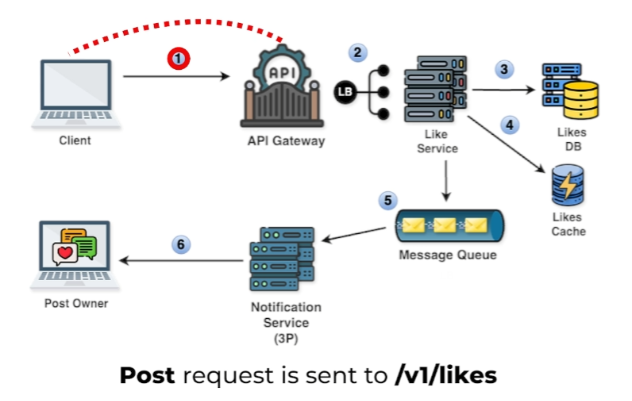 1
2
3
4
5
6
API
LB
Client
API Gateway
Like
Service
Likes
DB
Likes
Cache
Message Queue
Post Owner
Notification
Service
(3P)
Post request is sent to /v1/likes